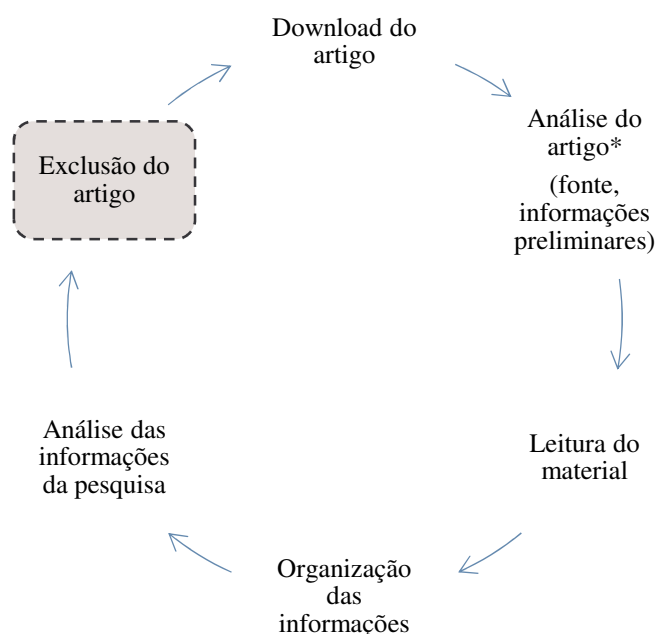 Download do
artigo
Análise do
artigo*
(fonte,
informações
preliminares)
Leitura do
material
Organização
das
informações
Análise das
informações
da pesquisa
Exclusão do
artigo